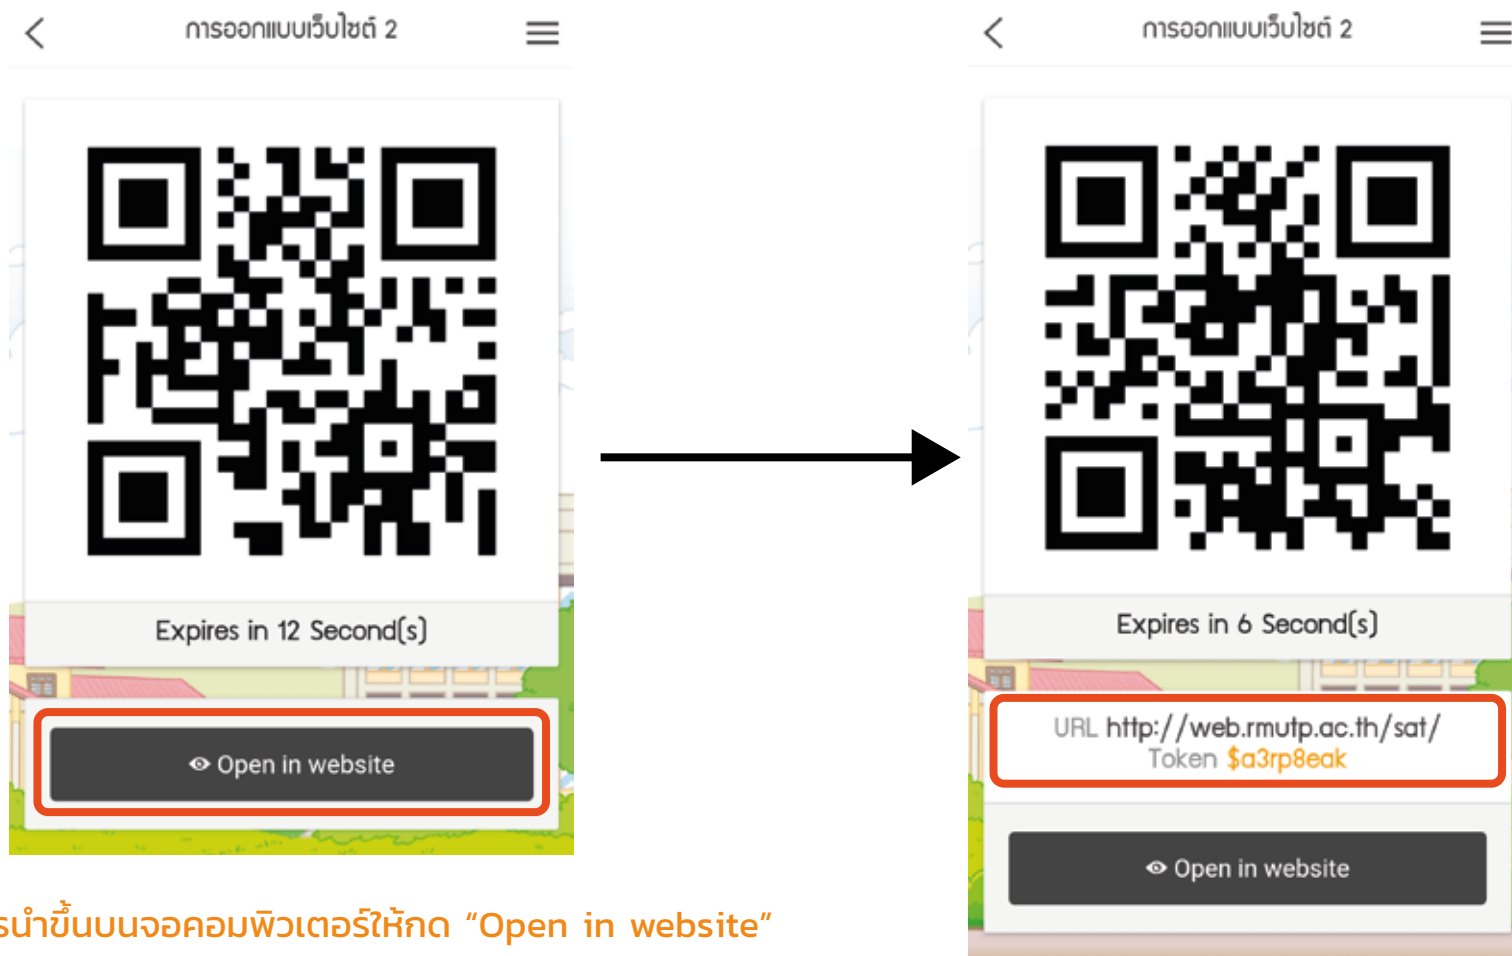 การออกแบบเว็บไซต์ 2
Expires in 12 Second(s)
Open in website
การออกแบบเว็บไซต์ 2
Expires in 6 Second(s)
URL http://web.rmutp.ac.th/sat/
Token $a3rp8eak
Open in website
รนำขึ้นบนจอคอมพิวเตอร์ให้กด “Open in website”